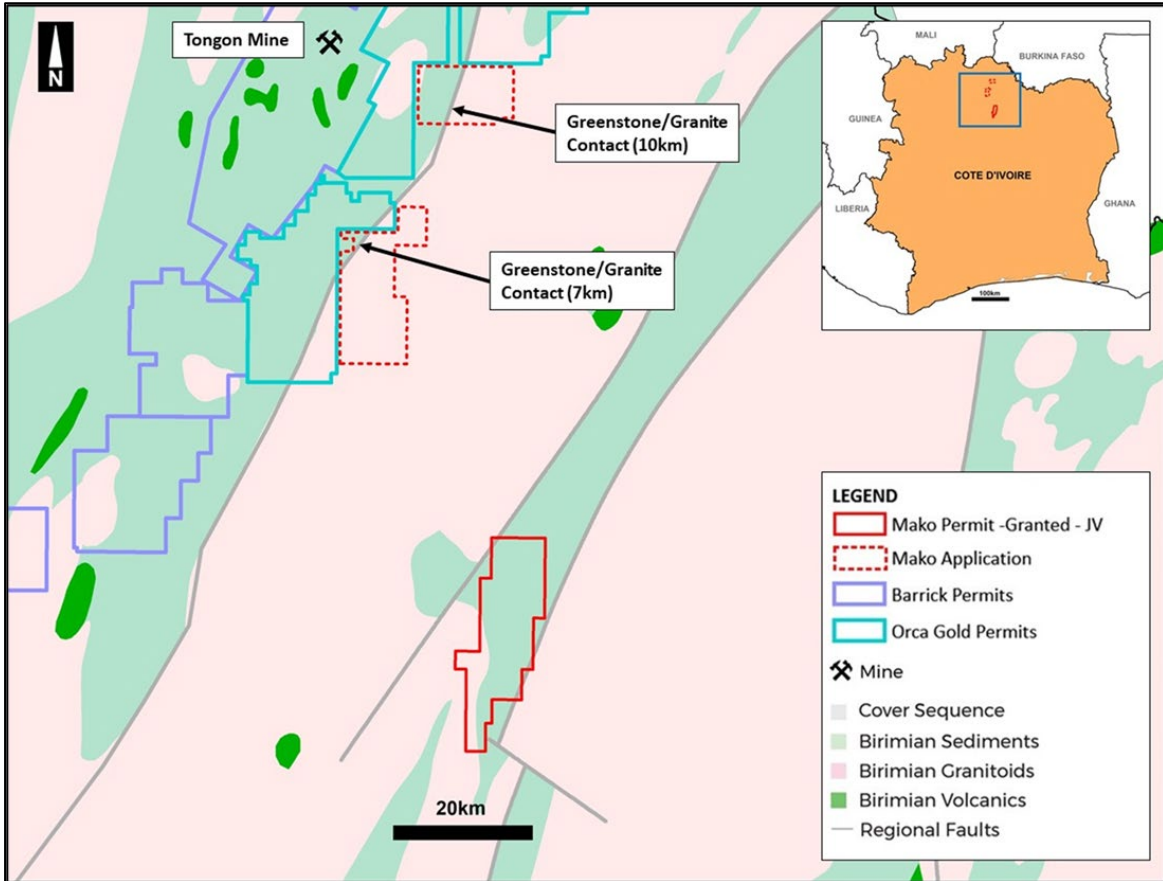 N
Tongon Mine
Greenstone/Granite
Contact (10km)
Greenstone/Granite
Contact (7km)
20km
MALI
BURKINA FASO
GUINEA
COTE D'IVOIRE
LIBERIA
GHANA
100km
LEGEND
Mako Permit -Granted - JV
Mako Application
Barrick Permits
Orca Gold Permits
Mine
Cover Sequence
Birimian Sediments
Birimian Granitoids
Birimian Volcanics
Regional Faults